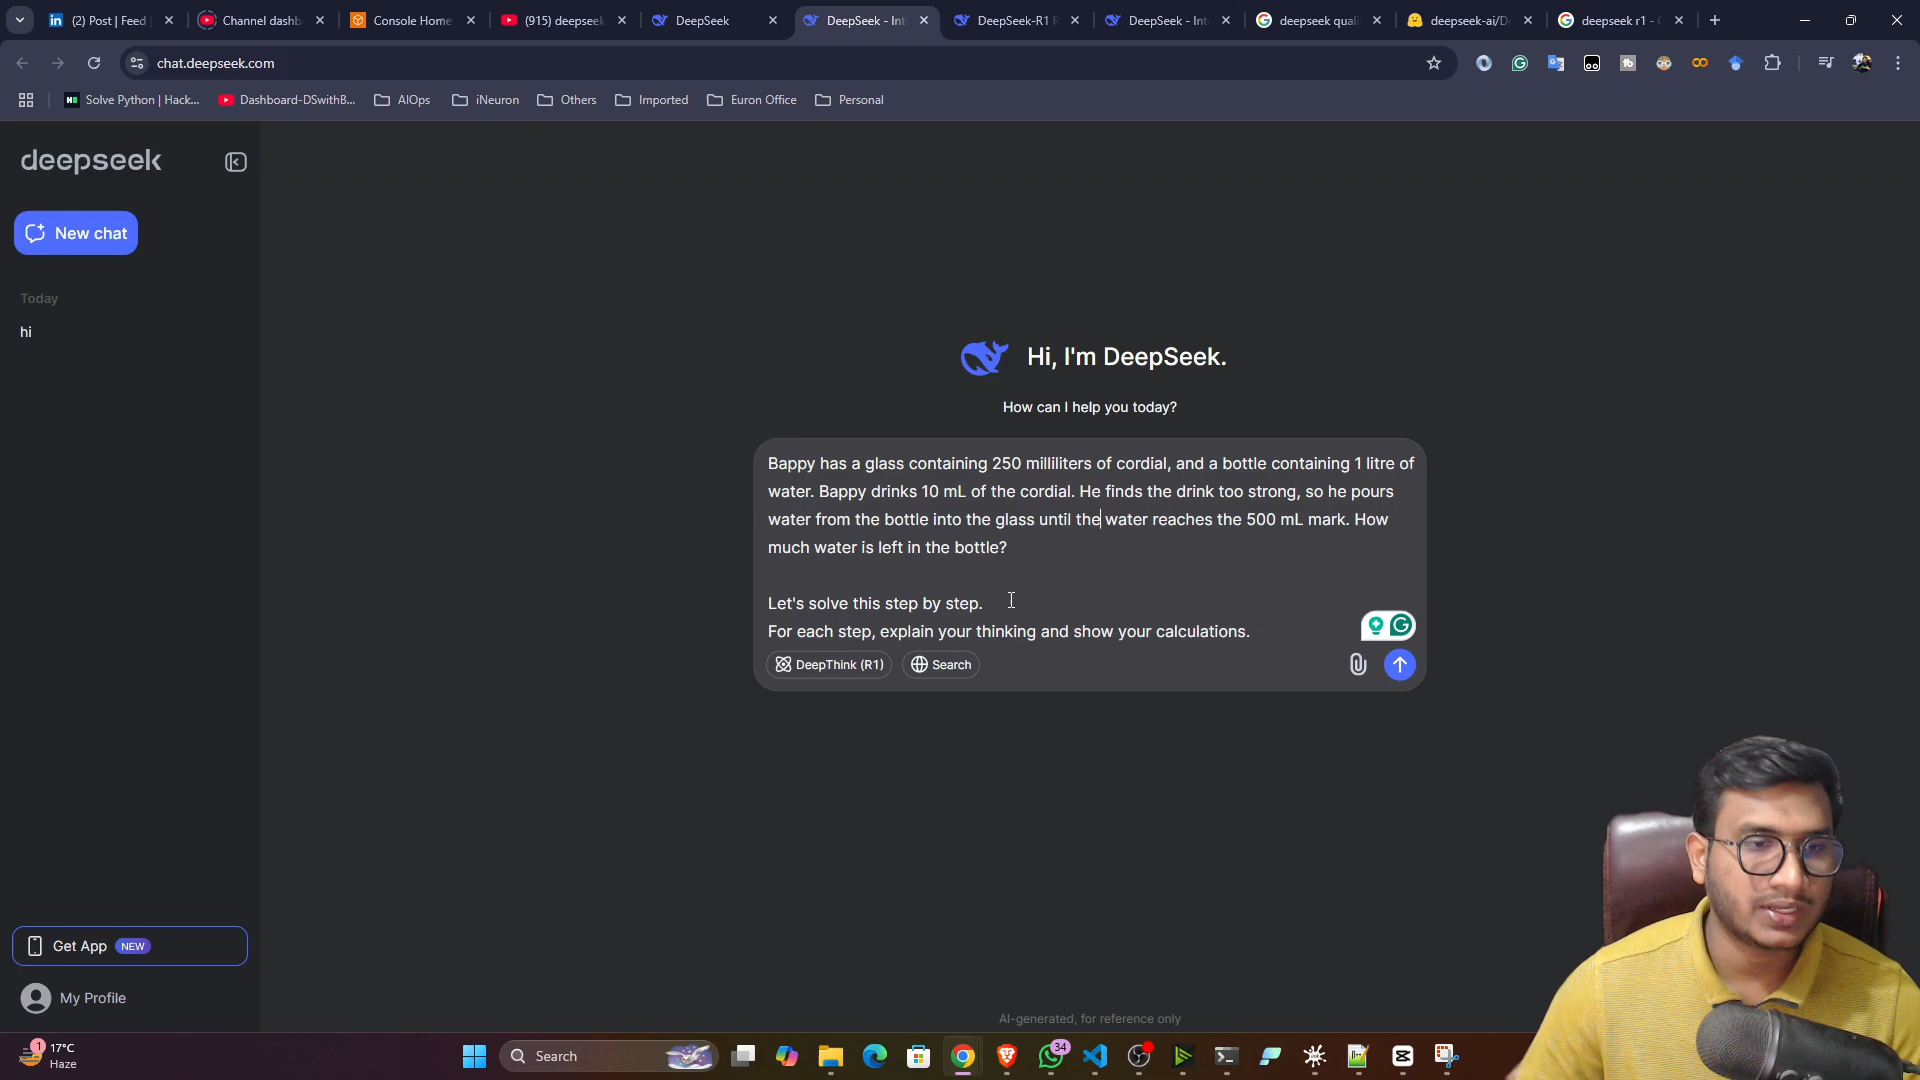 (2) Post | Feed
Channel dashb
Console Home
(915) deepseek
DeepSeek
DeepSeek - Int
DeepSeek-R1 R
DeepSeek - Int
deepseek quali
deepseek-ai/D
deepseek r1 -
chat.deepseek.com
Solve Python | Hack...
Dashboard-DSwithB...
AIOps
iNeuron
Others
Imported
Euron Office
Personal
deepseek
New chat
Today
hi
Hi, I'm DeepSeek.
How can I help you today?
Bappy has a glass containing 250 milliliters of cordial, and a bottle containing 1 litre of
water. Bappy drinks 10 mL of the cordial. He finds the drink too strong, so he pours
water from the bottle into the glass until the water reaches the 500 mL mark. How
much water is left in the bottle?
Let's solve this step by step.
For each step, explain your thinking and show your calculations.
DeepThink (R1)
Search
Get App NEW
My Profile
AI-generated, for reference only
1
17°C
Haze
Search
34